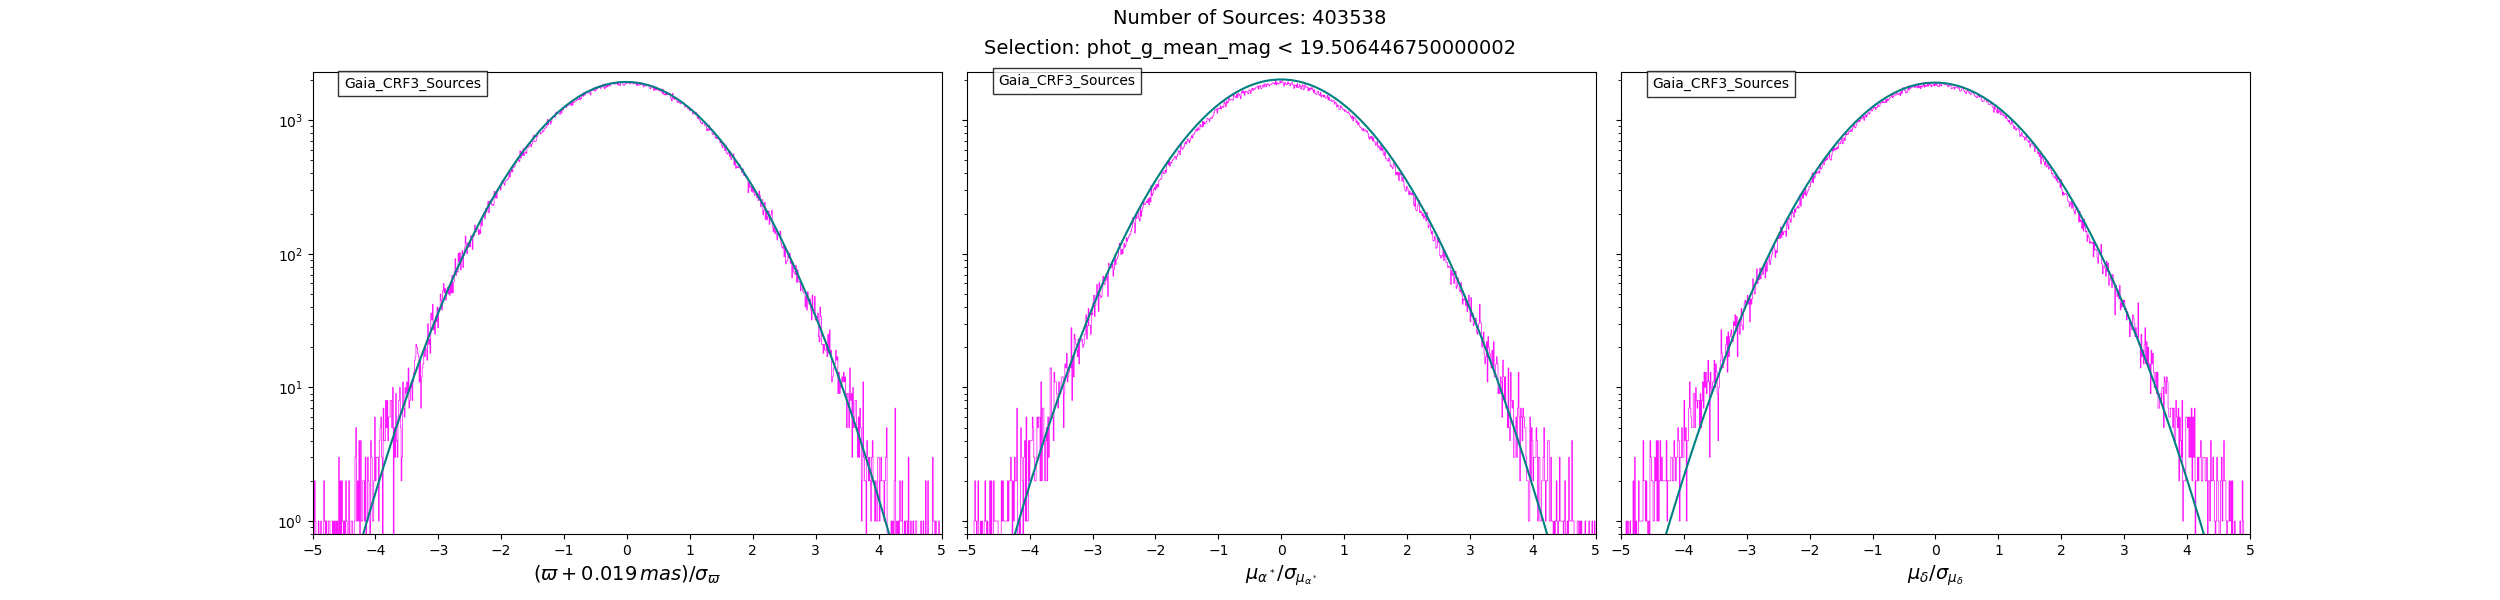 Number of Sources: 403538
Selection: phot_g_mean_mag < 19.506446750000002
Gaia_CRF3_Sources
Gaia_CRF3_Sources
Gaia_CRF3_Sources
10³
10²
10¹
10⁰
−5 −4 −3 −2 −1 0 1 2 3 4 5
−5 −4 −3 −2 −1 0 1 2 3 4 5
−5 −4 −3 −2 −1 0 1 2 3 4 5
(ϖ + 0.019 mas)/σ_ϖ
μ_α*/σ_μ_α*
μ_δ/σ_μ_δ